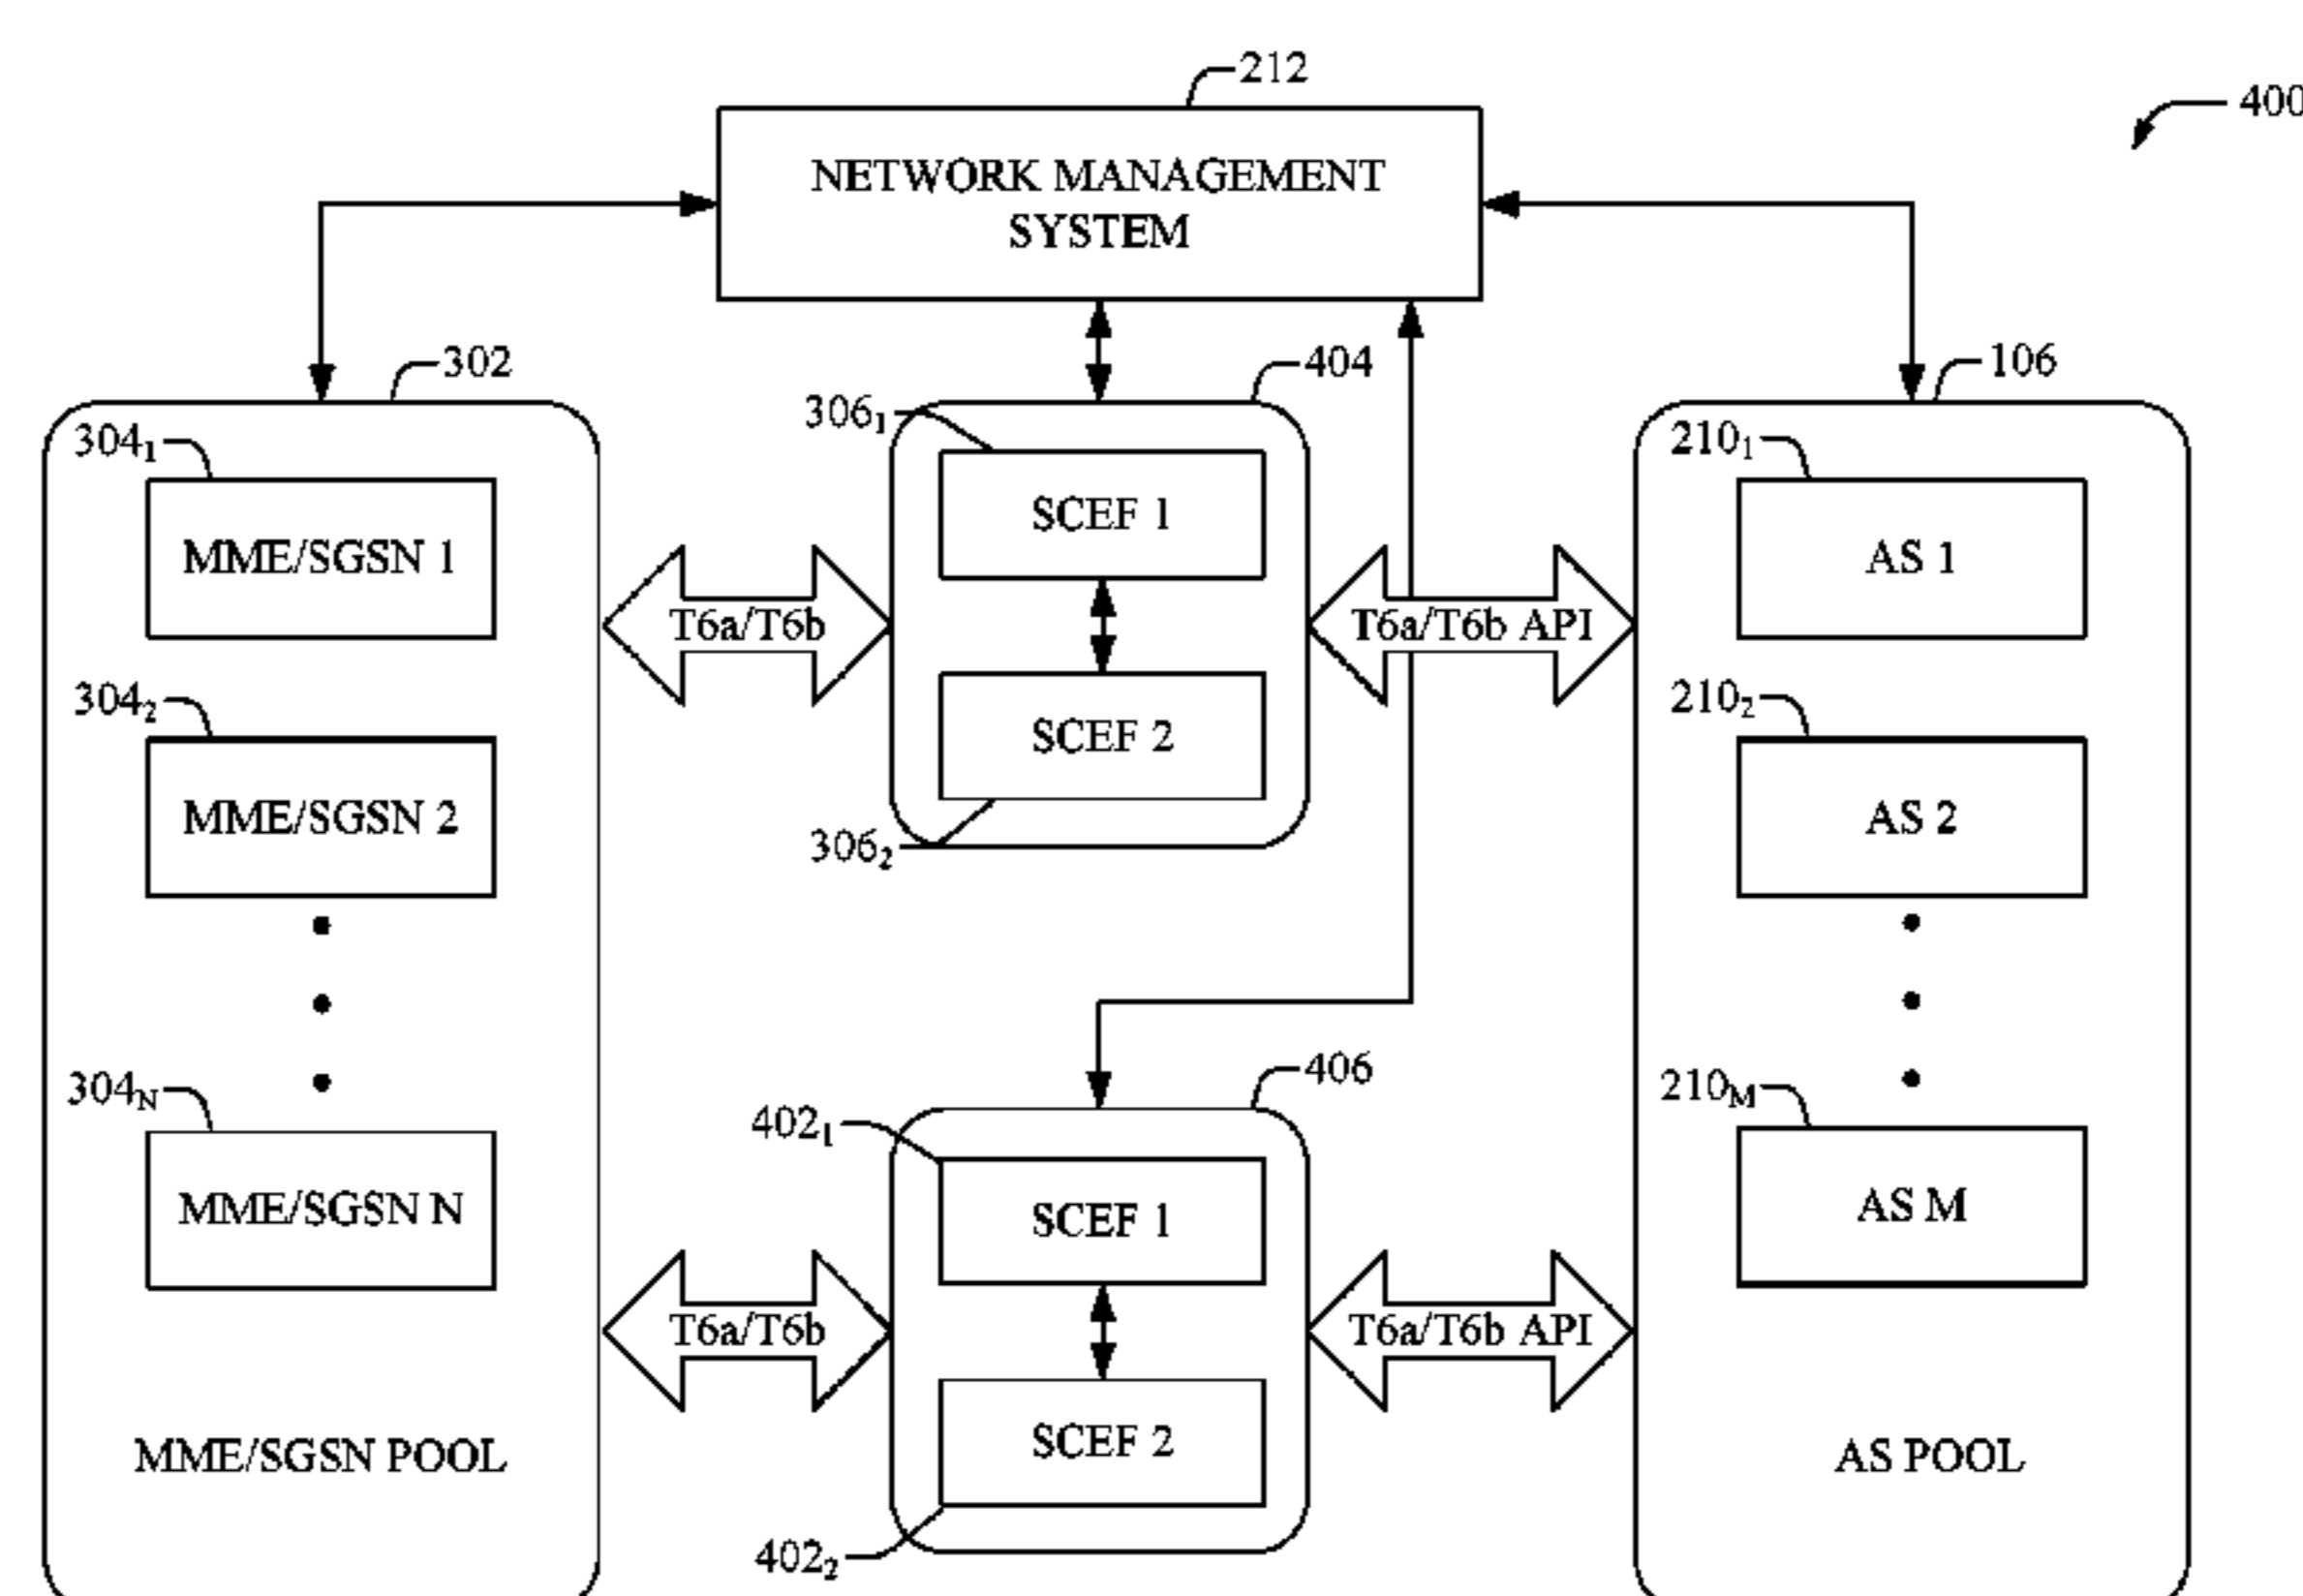 212
400
NETWORK MANAGEMENT
SYSTEM
302
404
106
306₁
304₁
210₁
SCEF 1
MME/SGSN 1
AS 1
T6a/T6b
T6a/T6b API
304₂
210₂
SCEF 2
MME/SGSN 2
AS 2
306₂
406
304N
210M
402₁
MME/SGSN N
SCEF 1
AS M
T6a/T6b
T6a/T6b API
SCEF 2
MME/SGSN POOL
AS POOL
402₂